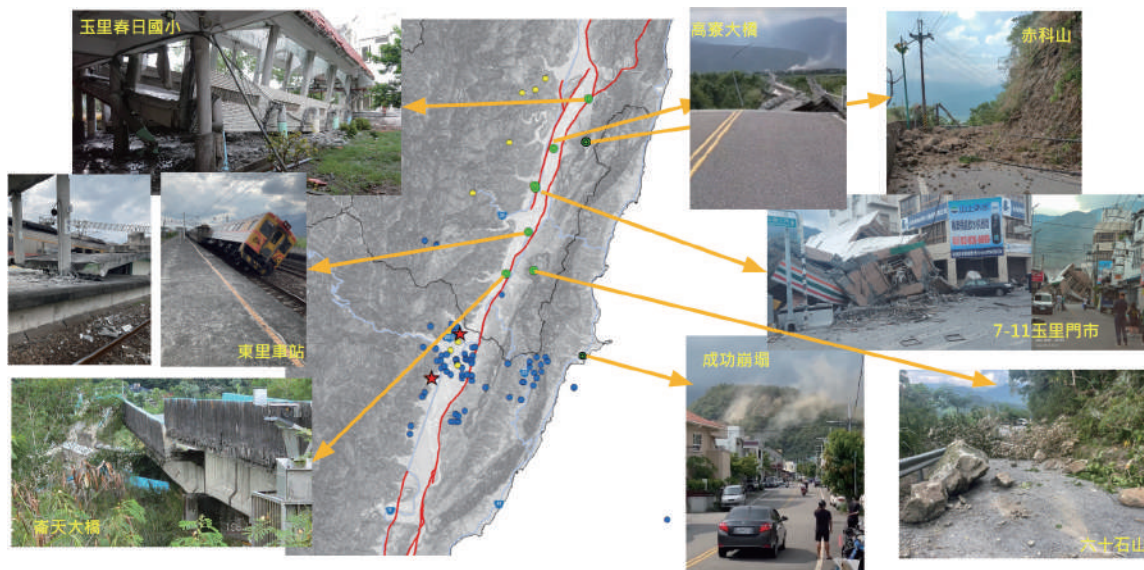 玉里春日國小
高寮大橋
赤科山
東里車站
7-11玉里門市
成功崩塌
崙天大橋
六十石山